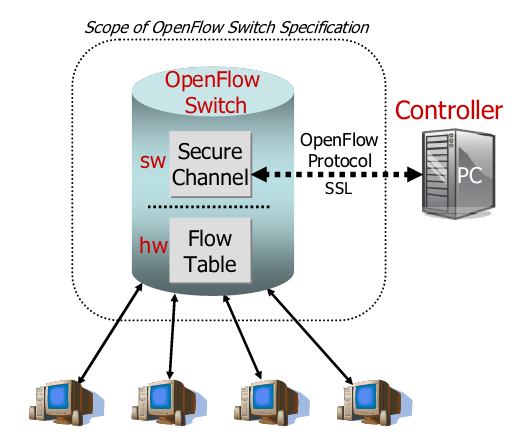 Scope of OpenFlow Switch Specification
OpenFlow
Switch
Controller
sw
Secure
Channel
OpenFlow
Protocol
SSL
PC
hw
Flow
Table